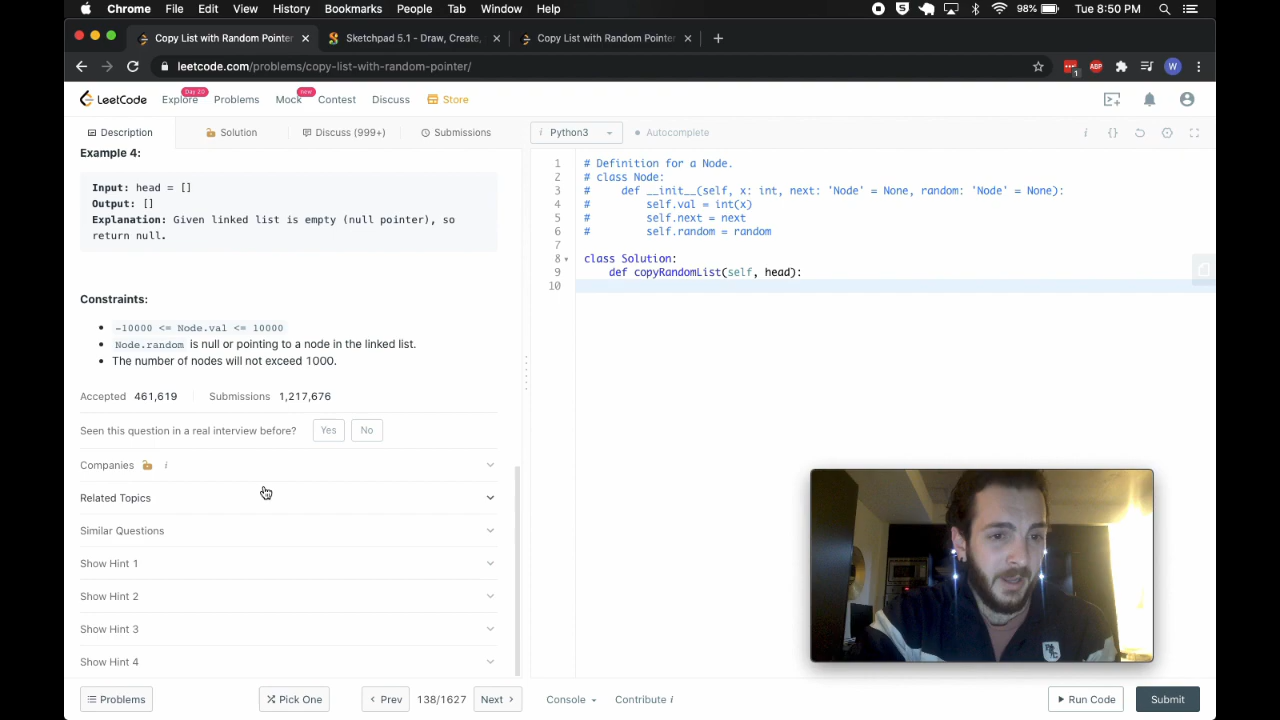 Chrome File Edit View History Bookmarks People Tab Window Help 98% Tue 8:50 PM
Copy List with Random Pointer Sketchpad 5.1 - Draw, Create, Copy List with Random Pointer
leetcode.com/problems/copy-list-with-random-pointer/ 1 ABP W
LeetCode Explore Day 20 Problems Mock new Contest Discuss Store
Description Solution Discuss (999+) Submissions i Python3 Autocomplete i {}
Example 4:
Input: head = []
Output: []
Explanation: Given linked list is empty (null pointer), so
return null.
Constraints:
-10000 <= Node.val <= 10000
Node.random is null or pointing to a node in the linked list.
The number of nodes will not exceed 1000.
Accepted 461,619 Submissions 1,217,676
Seen this question in a real interview before? Yes No
Companies i
Related Topics
Similar Questions
Show Hint 1
Show Hint 2
Show Hint 3
Show Hint 4
1 # Definition for a Node.
2 # class Node:
3 #     def __init__(self, x: int, next: 'Node' = None, random: 'Node' = None):
4 #         self.val = int(x)
5 #         self.next = next
6 #         self.random = random
7
8 class Solution:
9     def copyRandomList(self, head):
10
Problems Pick One < Prev 138/1627 Next > Console Contribute i Run Code Submit